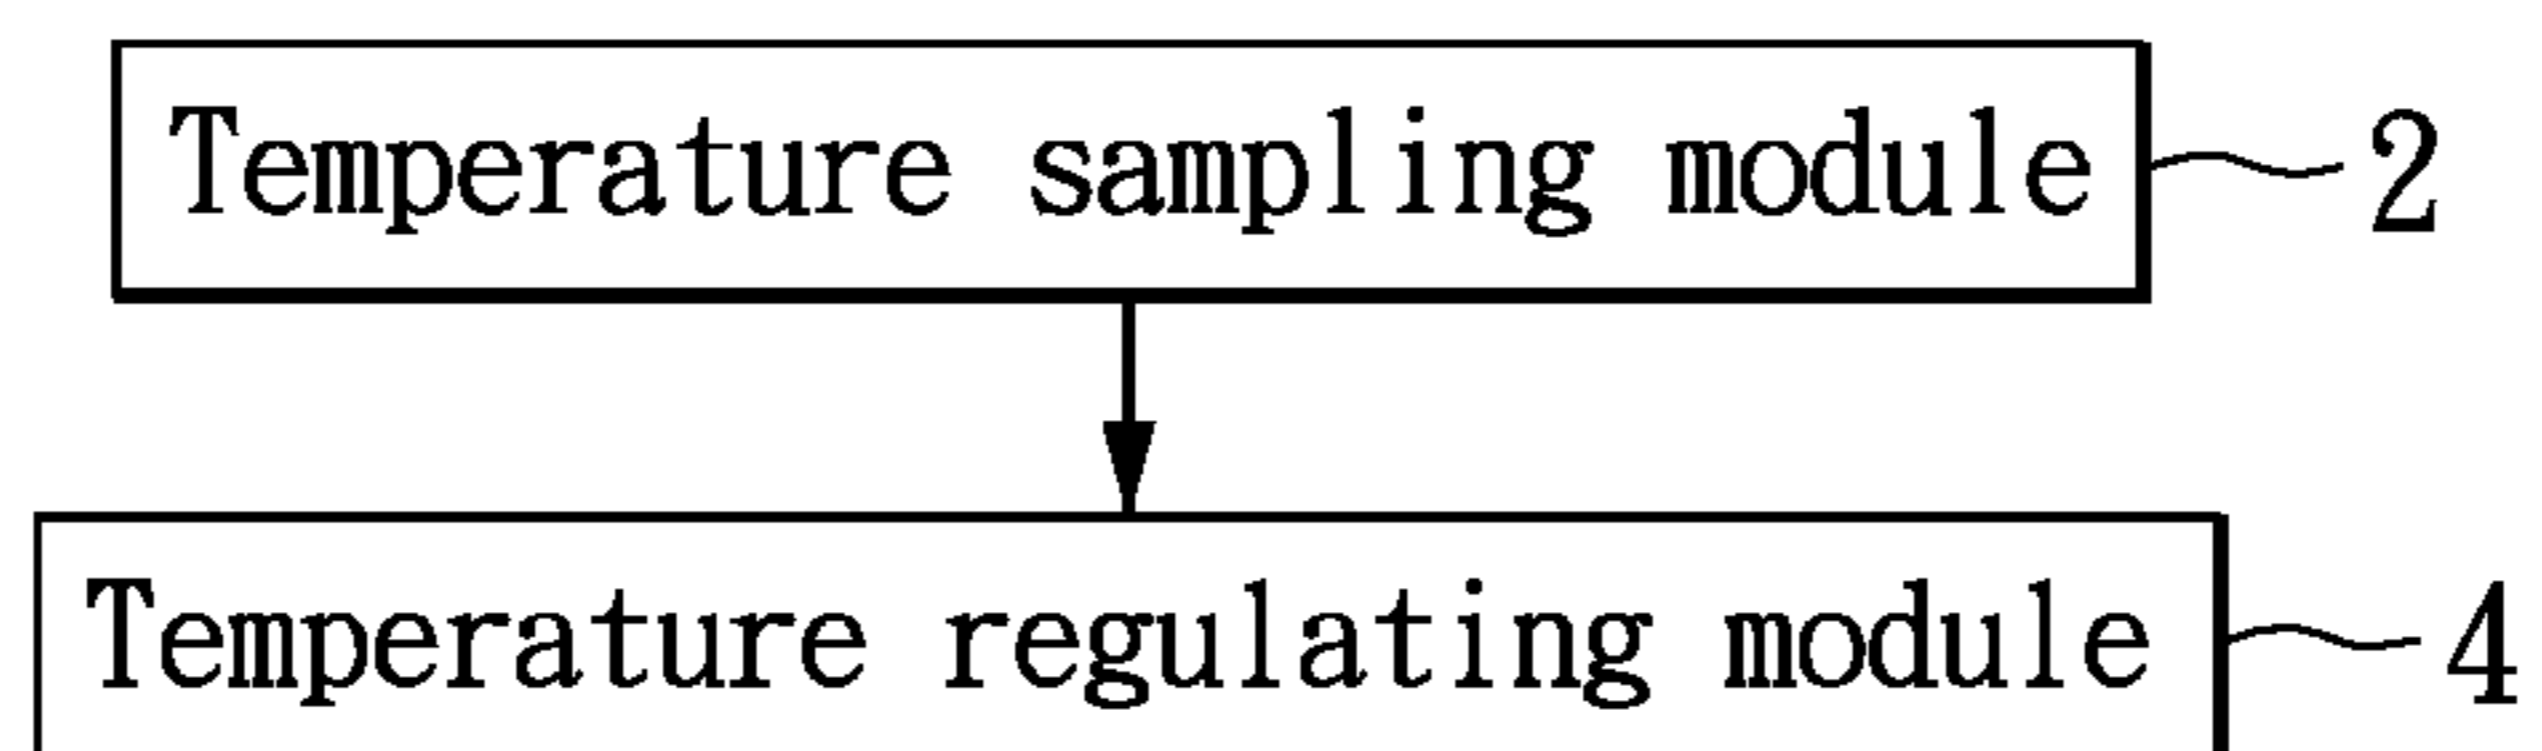 Temperature sampling module 2
Temperature regulating module 4